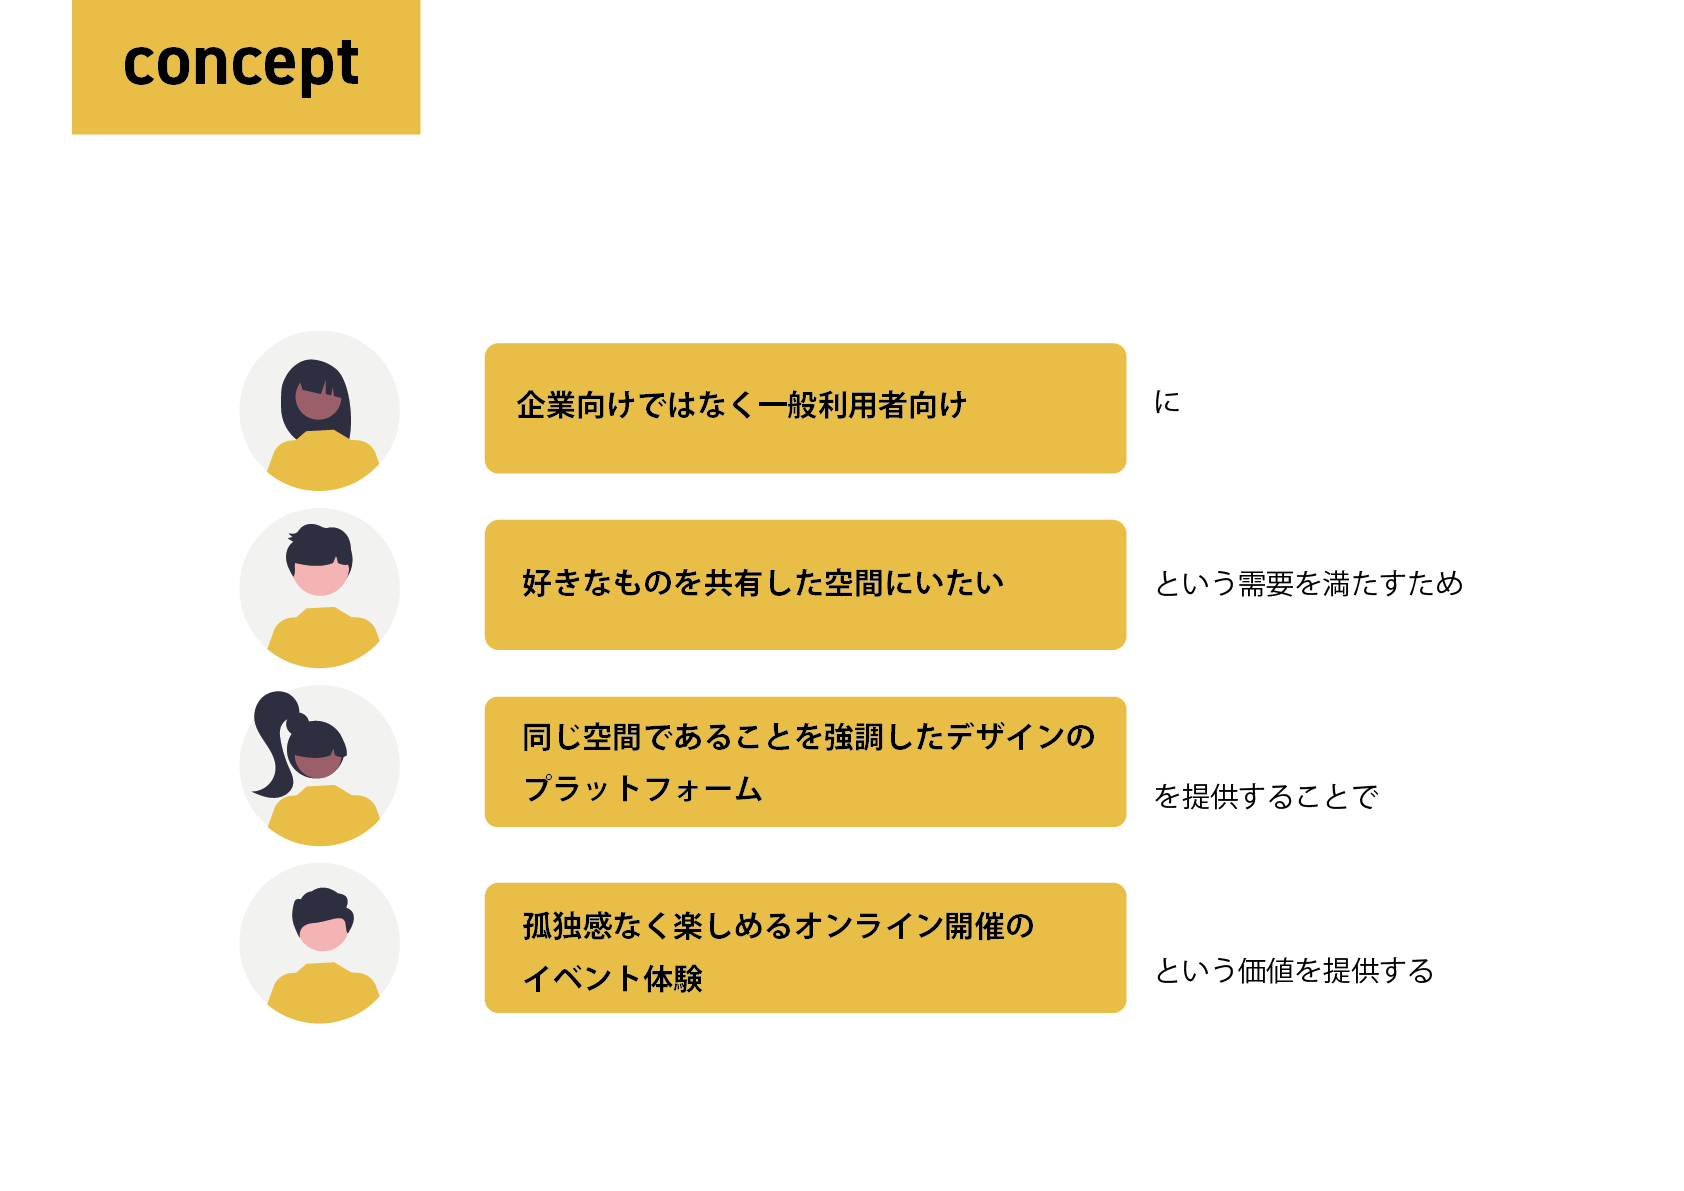 concept
企業向けではなく一般利用者向け
に
好きなものを共有した空間にいたい
という需要を満たすため
同じ空間であることを強調したデザインの
プラットフォーム
を提供することで
孤独感なく楽しめるオンライン開催の
イベント体験
という価値を提供する